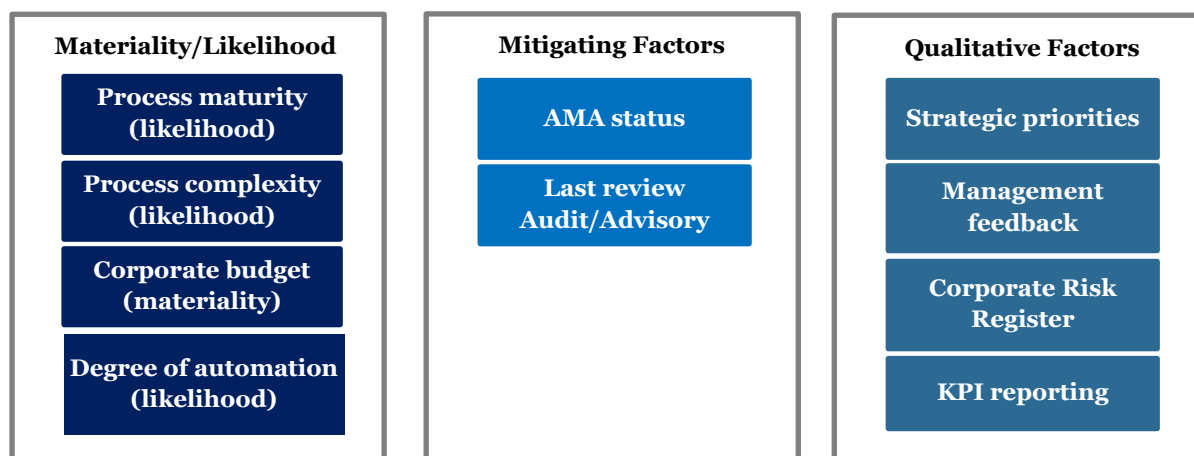 Materiality/Likelihood
Process maturity
(likelihood)
Process complexity
(likelihood)
Corporate budget
(materiality)
Degree of automation
(likelihood)
Mitigating Factors
AMA status
Last review
Audit/Advisory
Qualitative Factors
Strategic priorities
Management
feedback
Corporate Risk
Register
KPI reporting